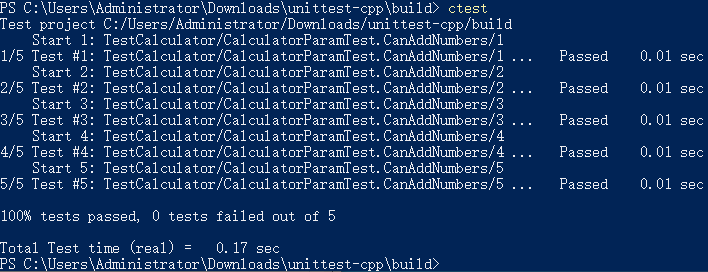 PS C:\Users\Administrator\Downloads\unittest-cpp\build> ctest
Test project C:/Users/Administrator/Downloads/unittest-cpp/build
    Start 1: TestCalculator/CalculatorParamTest.CanAddNumbers/1
1/5 Test #1: TestCalculator/CalculatorParamTest.CanAddNumbers/1 ...   Passed    0.01 sec
    Start 2: TestCalculator/CalculatorParamTest.CanAddNumbers/2
2/5 Test #2: TestCalculator/CalculatorParamTest.CanAddNumbers/2 ...   Passed    0.01 sec
    Start 3: TestCalculator/CalculatorParamTest.CanAddNumbers/3
3/5 Test #3: TestCalculator/CalculatorParamTest.CanAddNumbers/3 ...   Passed    0.01 sec
    Start 4: TestCalculator/CalculatorParamTest.CanAddNumbers/4
4/5 Test #4: TestCalculator/CalculatorParamTest.CanAddNumbers/4 ...   Passed    0.01 sec
    Start 5: TestCalculator/CalculatorParamTest.CanAddNumbers/5
5/5 Test #5: TestCalculator/CalculatorParamTest.CanAddNumbers/5 ...   Passed    0.01 sec
100% tests passed, 0 tests failed out of 5
Total Test time (real) =   0.17 sec
PS C:\Users\Administrator\Downloads\unittest-cpp\build>